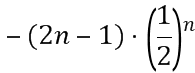 − (2n − 1) · (1/2)ⁿ